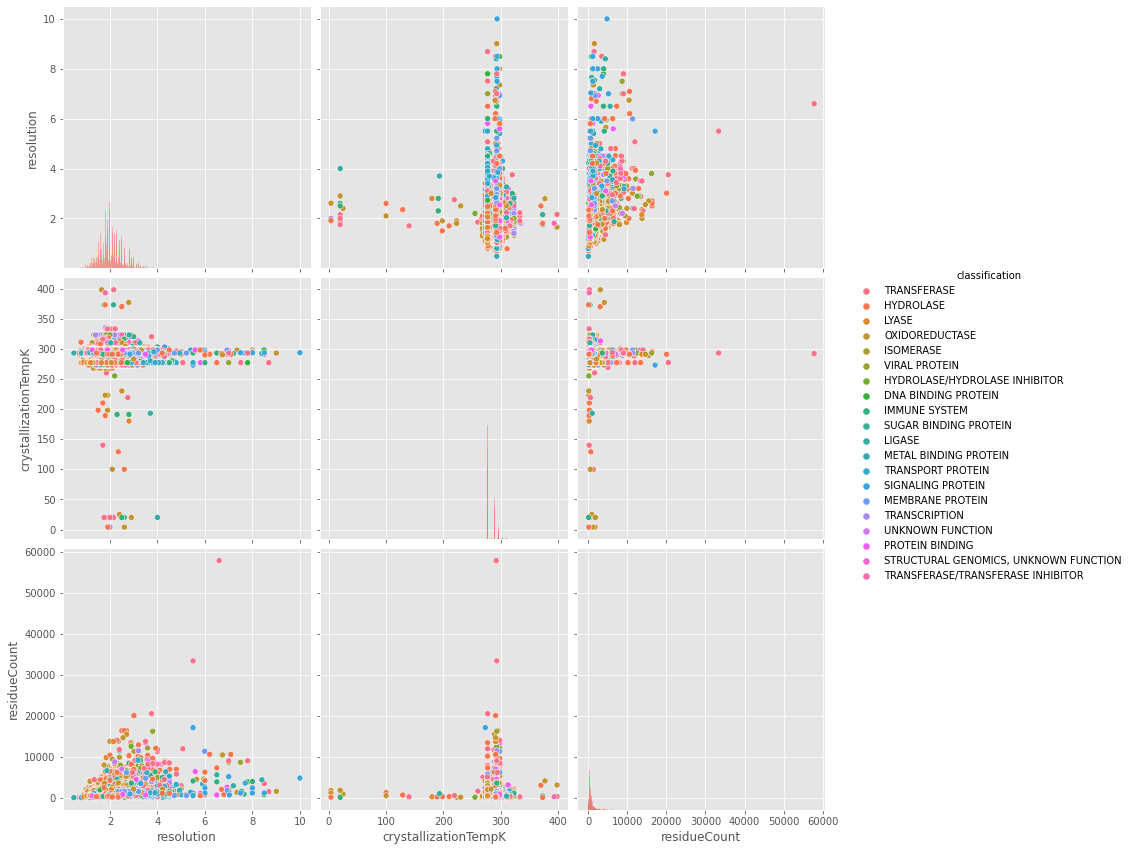 10
8
6
4
2
resolution
400
350
300
250
200
150
100
50
0
crystallizationTempK
60000
50000
40000
30000
20000
10000
0
residueCount
2 4 6 8 10
resolution
0 100 200 300 400
crystallizationTempK
0 10000 20000 30000 40000 50000 60000
residueCount
classification
TRANSFERASE
HYDROLASE
LYASE
OXIDOREDUCTASE
ISOMERASE
VIRAL PROTEIN
HYDROLASE/HYDROLASE INHIBITOR
DNA BINDING PROTEIN
IMMUNE SYSTEM
SUGAR BINDING PROTEIN
LIGASE
METAL BINDING PROTEIN
TRANSPORT PROTEIN
SIGNALING PROTEIN
MEMBRANE PROTEIN
TRANSCRIPTION
UNKNOWN FUNCTION
PROTEIN BINDING
STRUCTURAL GENOMICS, UNKNOWN FUNCTION
TRANSFERASE/TRANSFERASE INHIBITOR